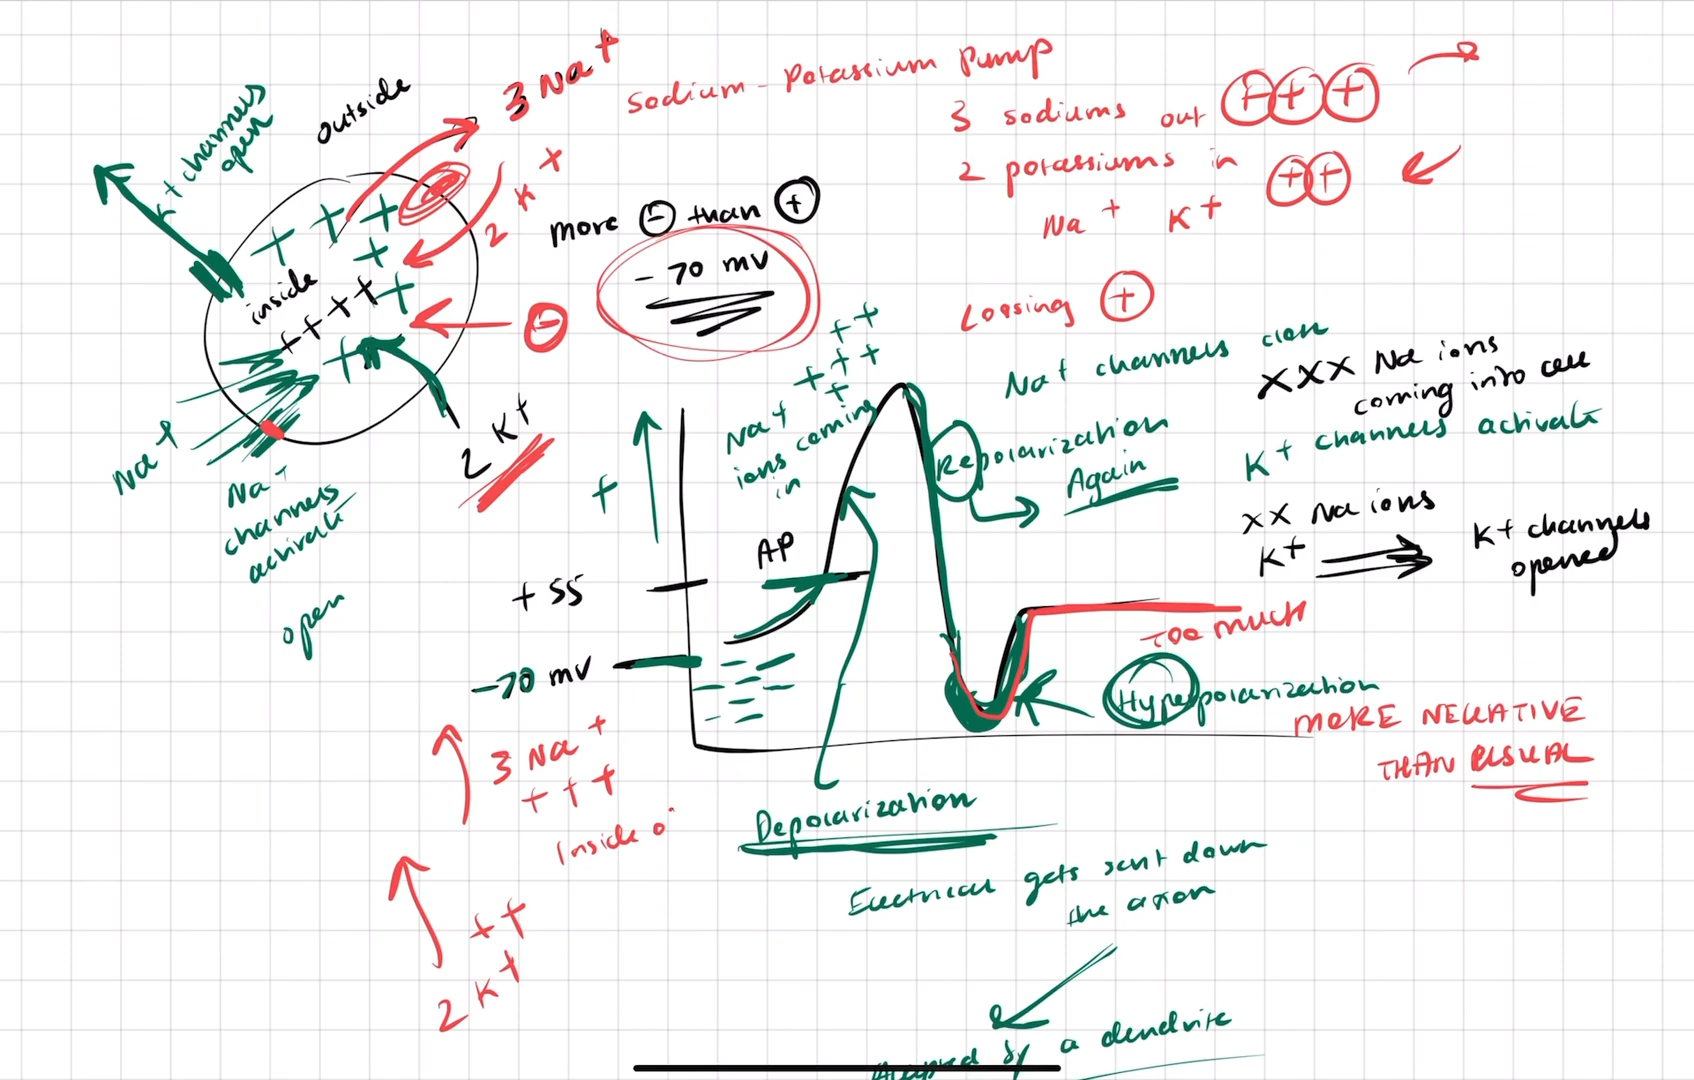 K+ channels
open
outside
3 Na+
Sodium-Potassium Pump
3 sodiums out + + +
2 potassiums in + +
Na+ K+
2 K+
more - than +
- 70 mv
inside
+ + + +
+ + + + + +
-
Loosing +
Na+ channels close
XXX Na ions
coming into cell
K+ channels activate
XX Na ions
K+
K+ channels
opened
Na+
Na+
channels
activate
open
2 K+
+
+ +
+ + +
+
Na+
ions coming
in
AP
Repolarization
Again
+ 55
-70 mv
Too much
Hyperpolarization
MORE NEGATIVE
THAN USUAL
3 Na+
+ + +
Inside o
+ +
2 K+
Depolarization
Electrical gets sent down
the axon
by a dendrite